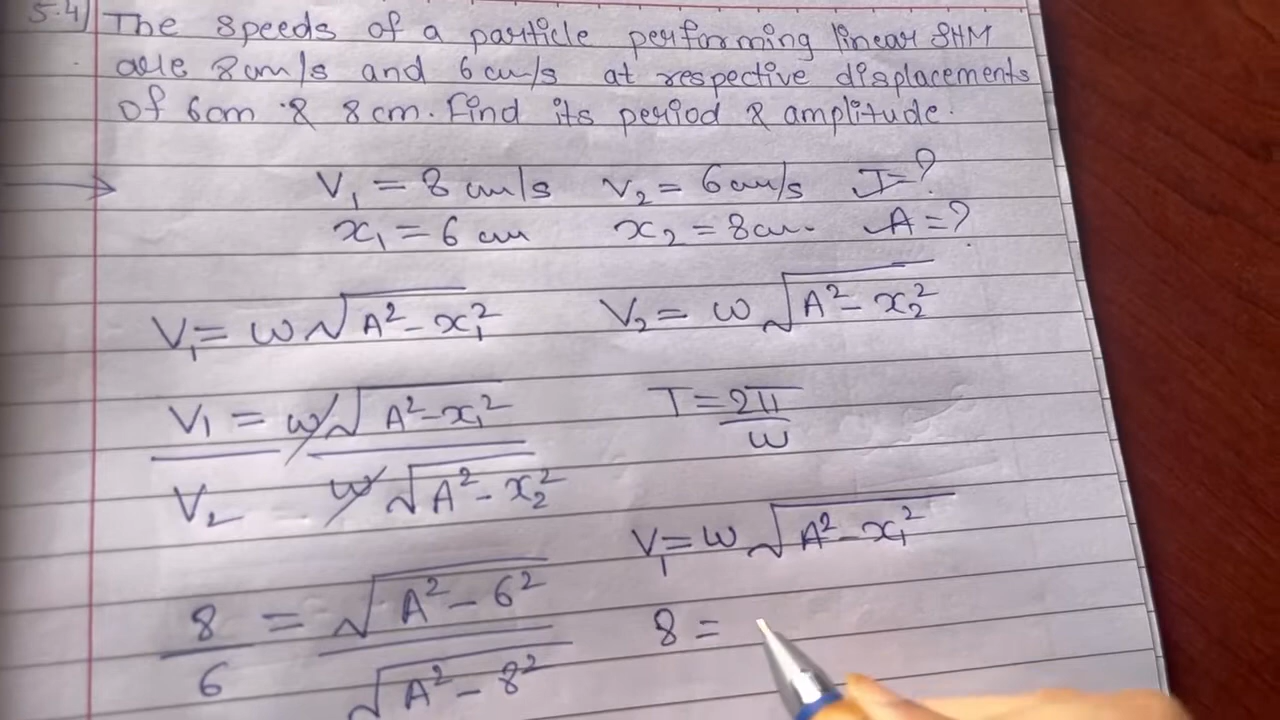 5.4) The speeds of a particle performing linear SHM
are 8cm/s and 6cm/s at respective displacements
of 6cm & 8cm. Find its period & amplitude.
V₁ = 8 cm/s V₂ = 6 cm/s T = ?
x₁ = 6 cm x₂ = 8cm. A = ?
V₁ = ω√(A² - x₁²) V₂ = ω√(A² - x₂²)
V₁/V₂ = ω√(A² - x₁²)/ω√(A² - x₂²) T = 2π/ω
V₁ = ω√(A² - x₁²)
8/6 = √(A² - 6²)/√(A² - 8²) 8 =